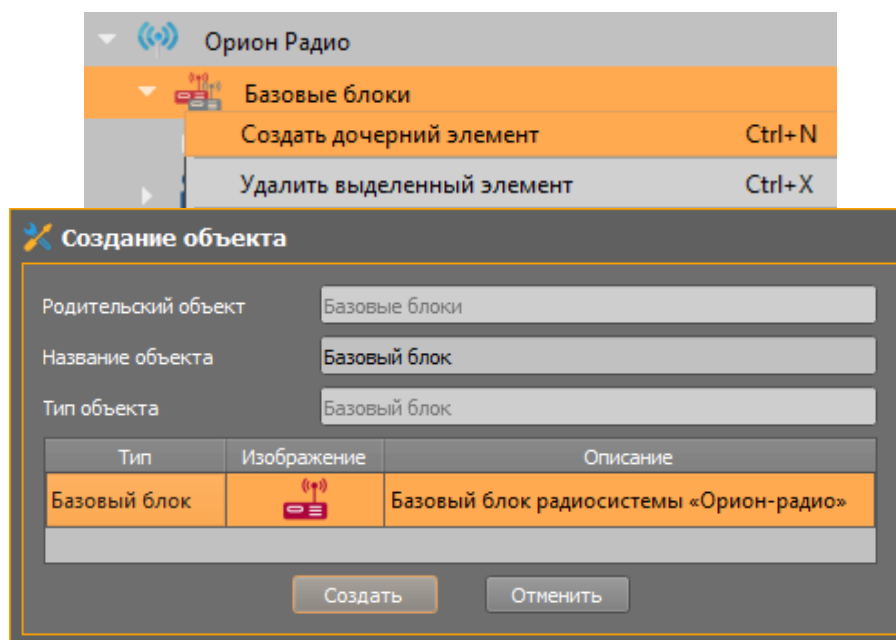 Орион Радио
Базовые блоки
Создать дочерний элемент Ctrl+N
Удалить выделенный элемент Ctrl+X
Создание объекта
Родительский объект Базовые блоки
Название объекта Базовый блок
Тип объекта Базовый блок
Тип Изображение Описание
Базовый блок Базовый блок радиосистемы «Орион-радио»
Создать Отменить